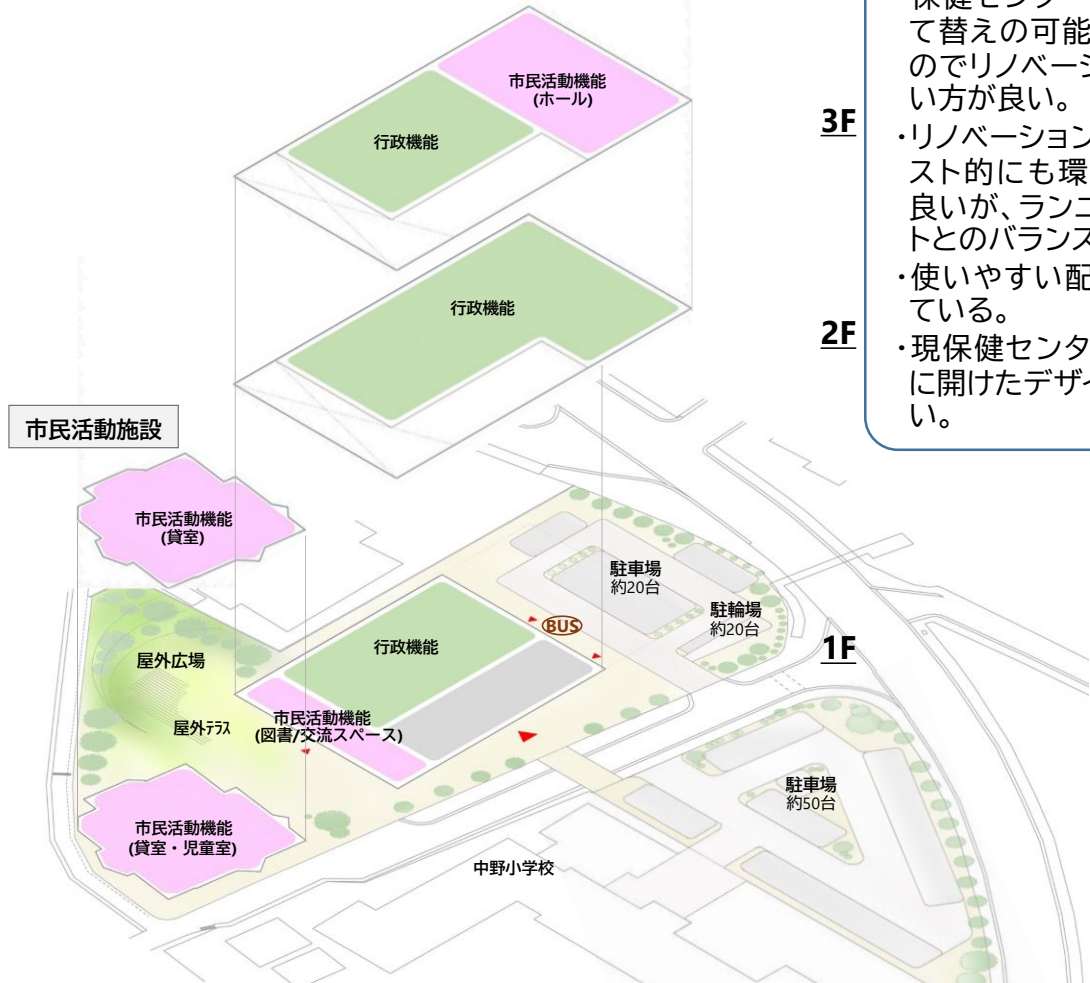 保健センター
て替えの可能
のでリノベーシ
い方が良い。
・リノベーション
スト的にも環
良いが、ランニ
トとのバランス
・使いやすい配
ている。
・現保健センタ
に開けたデザイ
い。
3F
市民活動機能
(ホール)
行政機能
2F
行政機能
市民活動施設
市民活動機能
(貸室)
1F
駐車場
約20台
駐輪場
約20台
BUS
行政機能
屋外広場
屋外テラス
市民活動機能
(図書/交流スペース)
駐車場
約50台
市民活動機能
(貸室・児童室)
中野小学校